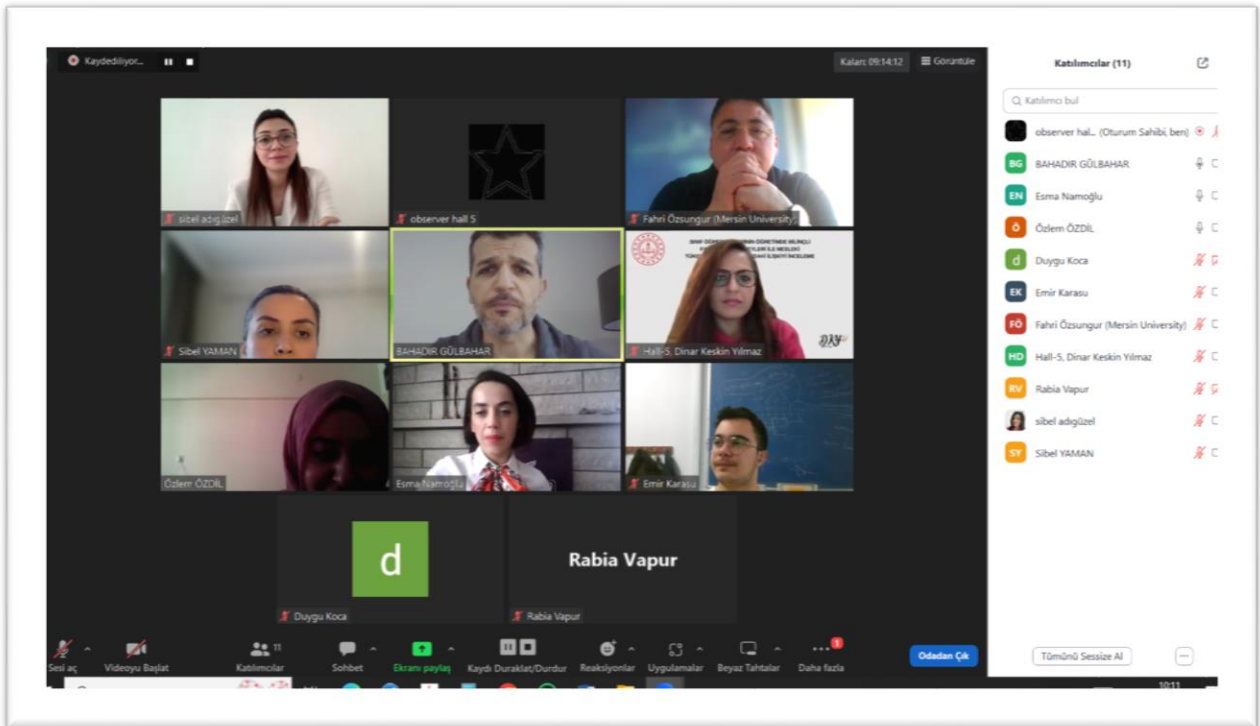 Kaydediliyor...
Kalan: 09:14:12
Görüntüle
sibel adıgüzel
observer hall 5
Fahri Özsungur (Mersin University)
Sibel YAMAN
BAHADIR GÜLBAHAR
Hall-5, Dinar Keskin Yılmaz
Özlem ÖZDİL
Esma Namoğlu
Emir Karasu
d
Rabia Vapur
Duygu Koca
Rabia Vapur
Sesi aç
Videoyu Başlat
11
Katılımcılar
Sohbet
Ekranı paylaş
Kaydı Duraklat/Durdur
Reaksiyonlar
Uygulamalar
Beyaz Tahtalar
Daha fazla
Odadan Çık
Katılımcılar (11)
Katılımcı bul
observer hal... (Oturum Sahibi, ben)
BG BAHADIR GÜLBAHAR
EN Esma Namoğlu
Ö Özlem ÖZDİL
d Duygu Koca
EK Emir Karasu
FÖ Fahri Özsungur (Mersin University)
HD Hall-5, Dinar Keskin Yılmaz
RV Rabia Vapur
sibel adıgüzel
SY Sibel YAMAN
Tümünü Sessize Al
10:11